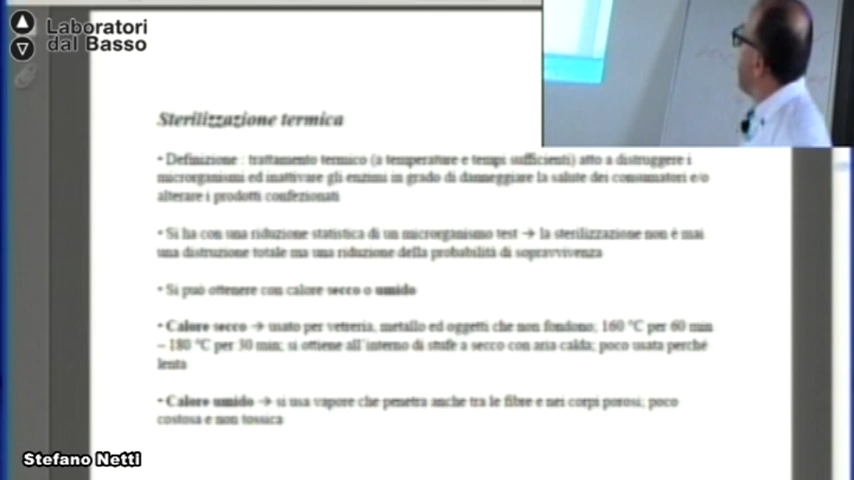 Laboratori
dal Basso
Sterilizzazione termica
• Definizione : trattamento termico (a temperature e tempi sufficienti) atto a distruggere i
microrganismi ed inattivare gli enzimi in grado di danneggiare la salute dei consumatori e/o
alterare i prodotti confezionati
• Si ha con una riduzione statistica di un microrganismo test → la sterilizzazione non è mai
una distruzione totale ma una riduzione della probabilità di sopravvivenza
• Si può ottenere con calore secco o umido
• Calore secco → usato per vetreria, metallo ed oggetti che non fondono; 160 °C per 60 min
– 180 °C per 30 min; si ottiene all'interno di stufe a secco con aria calda; poco usata perché
lenta
• Calore umido → si usa vapore che penetra anche tra le fibre e nei corpi porosi, poco
costosa e non tossica
Stefano Netti